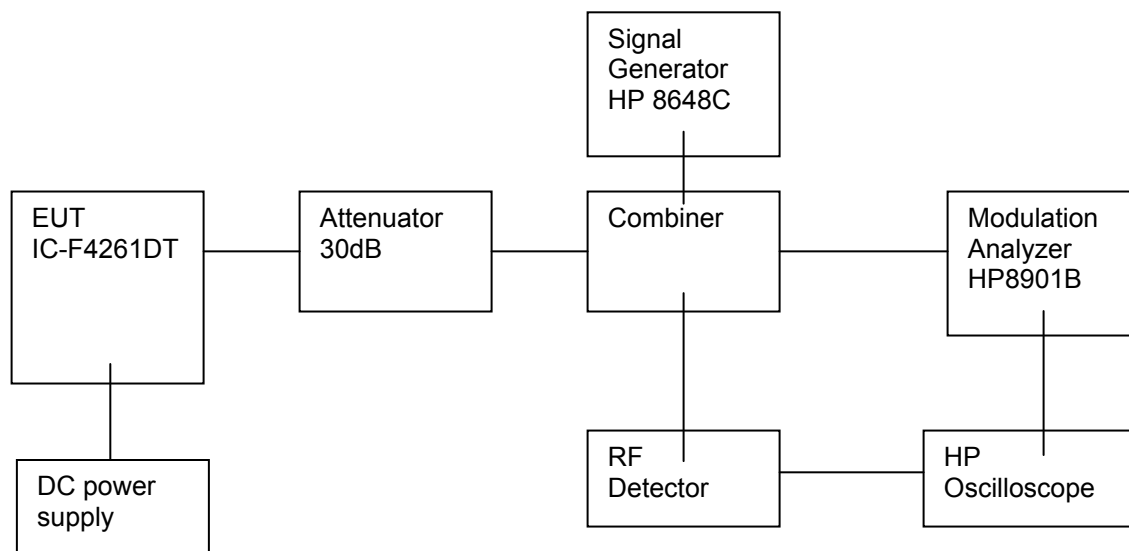 Signal
Generator
HP 8648C
EUT
IC-F4261DT
Attenuator
30dB
Combiner
Modulation
Analyzer
HP8901B
DC power
supply
RF
Detector
HP
Oscilloscope